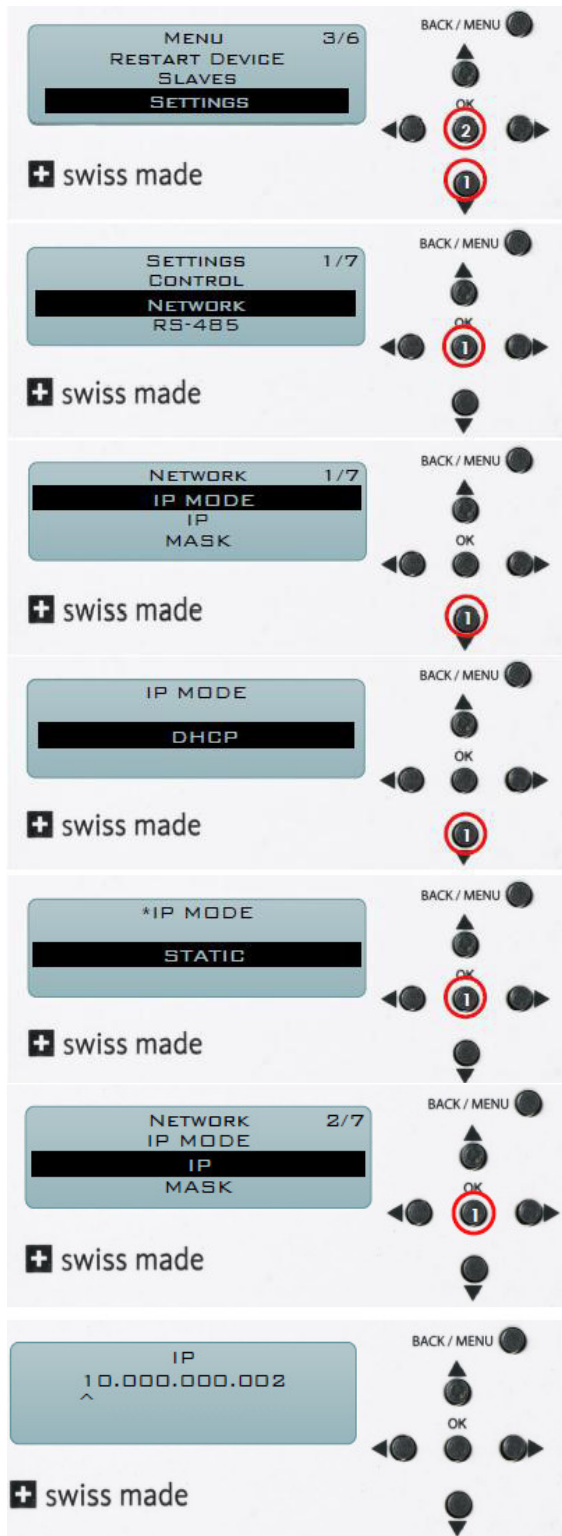 MENU 3/6
RESTART DEVICE
SLAVES
SETTINGS
BACK / MENU
OK
2
1
swiss made
SETTINGS 1/7
CONTROL
NETWORK
RS-485
BACK / MENU
OK
1
swiss made
NETWORK 1/7
IP MODE
IP
MASK
BACK / MENU
OK
1
swiss made
IP MODE
DHCP
BACK / MENU
OK
1
swiss made
*IP MODE
STATIC
BACK / MENU
OK
1
swiss made
NETWORK 2/7
IP MODE
IP
MASK
BACK / MENU
OK
1
swiss made
IP
10.000.000.002
^
BACK / MENU
OK
swiss made